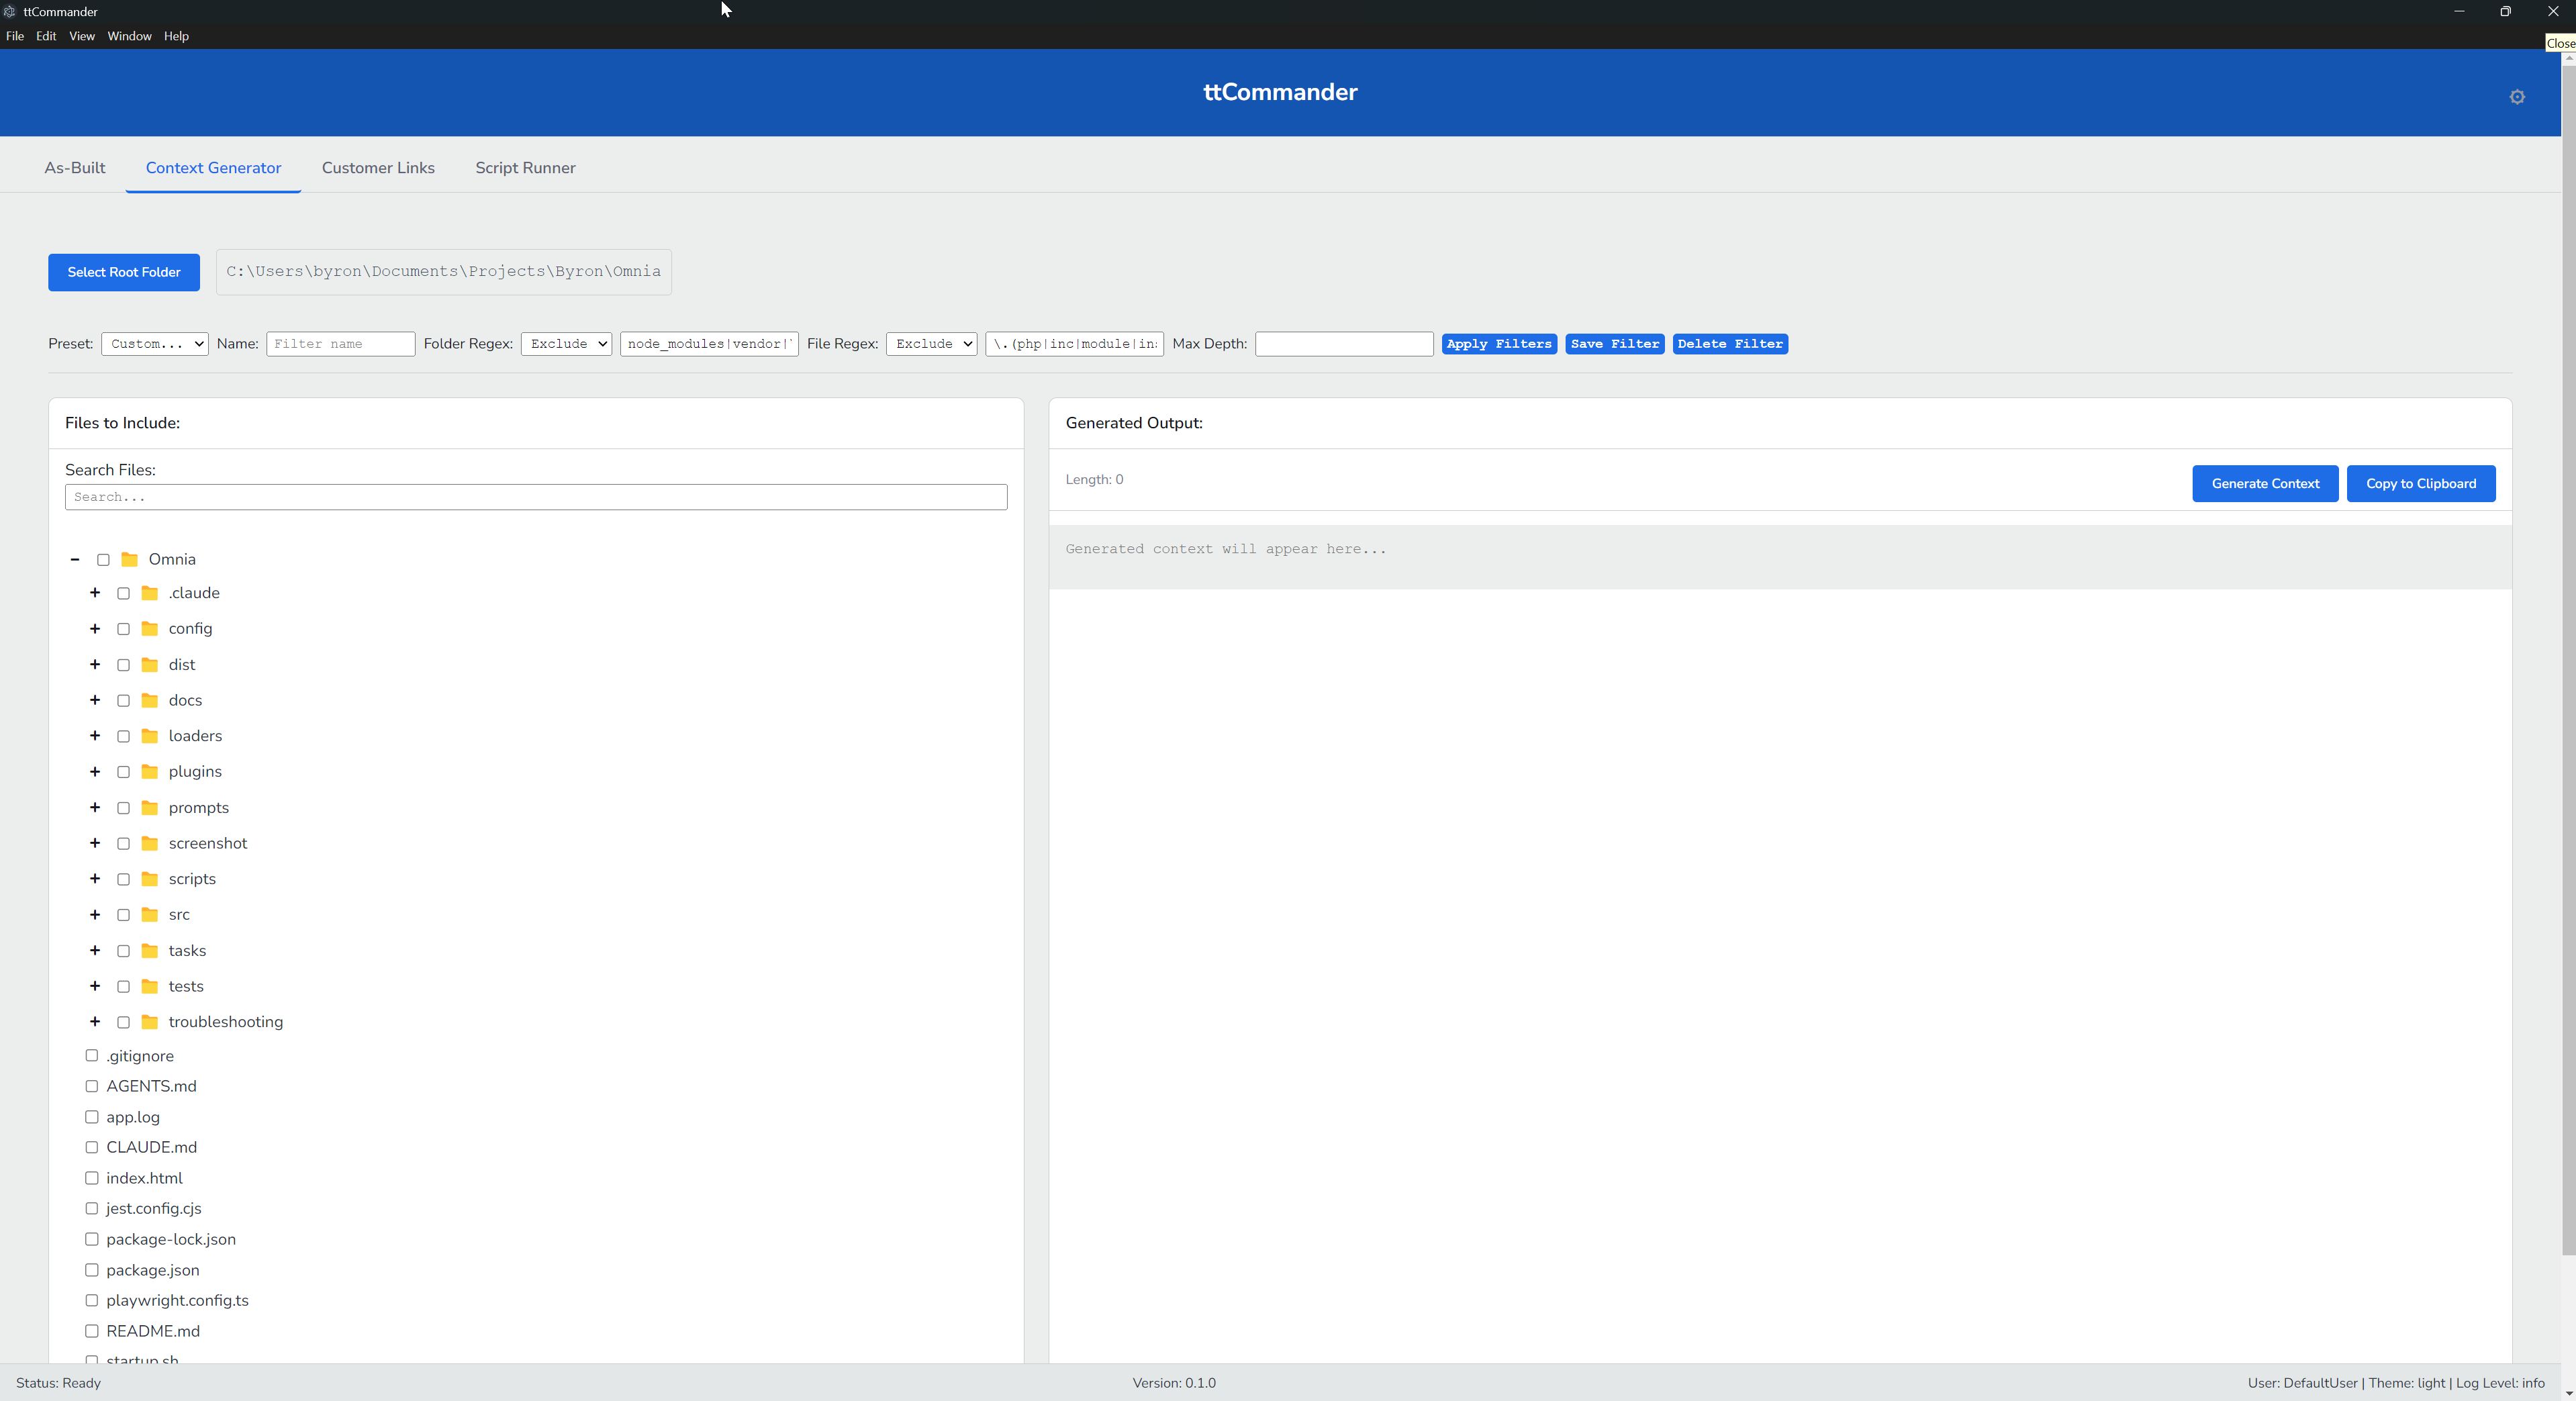 ttCommander
File Edit View Window Help
Close
ttCommander
As-Built Context Generator Customer Links Script Runner
Select Root Folder C:\Users\byron\Documents\Projects\Byron\Omnia
Preset: Custom... Name: Filter name Folder Regex: Exclude node_modules|vendor| File Regex: Exclude \.(php|inc|module|in Max Depth: Apply Filters Save Filter Delete Filter
Files to Include:
Search Files:
Search...
Omnia
.claude
config
dist
docs
loaders
plugins
prompts
screenshot
scripts
src
tasks
tests
troubleshooting
.gitignore
AGENTS.md
app.log
CLAUDE.md
index.html
jest.config.cjs
package-lock.json
package.json
playwright.config.ts
README.md
startup.sh
Generated Output:
Length: 0 Generate Context Copy to Clipboard
Generated context will appear here...
Status: Ready Version: 0.1.0 User: DefaultUser | Theme: light | Log Level: info